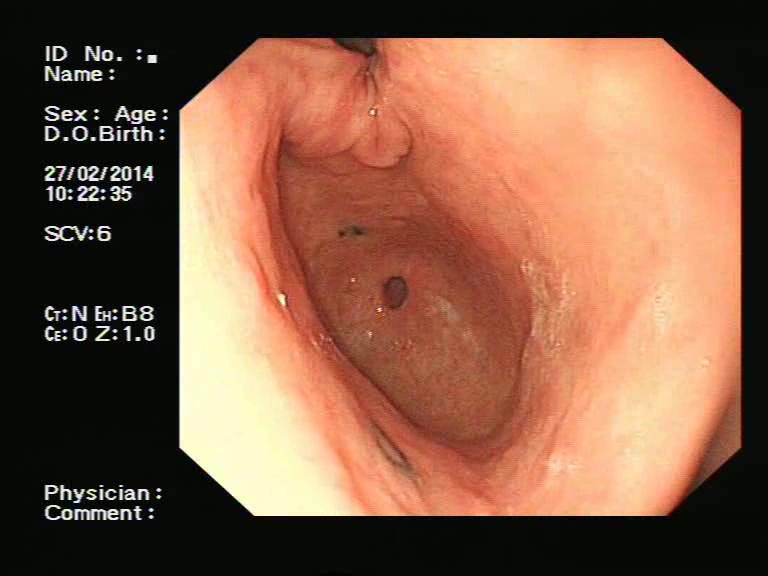 ID No. :
Name:
Sex: Age:
D.O.Birth:
27/02/2014
10:22:35
SCV:6
CT:N EH:B8
CE:0 Z:1.0
Physician:
Comment: